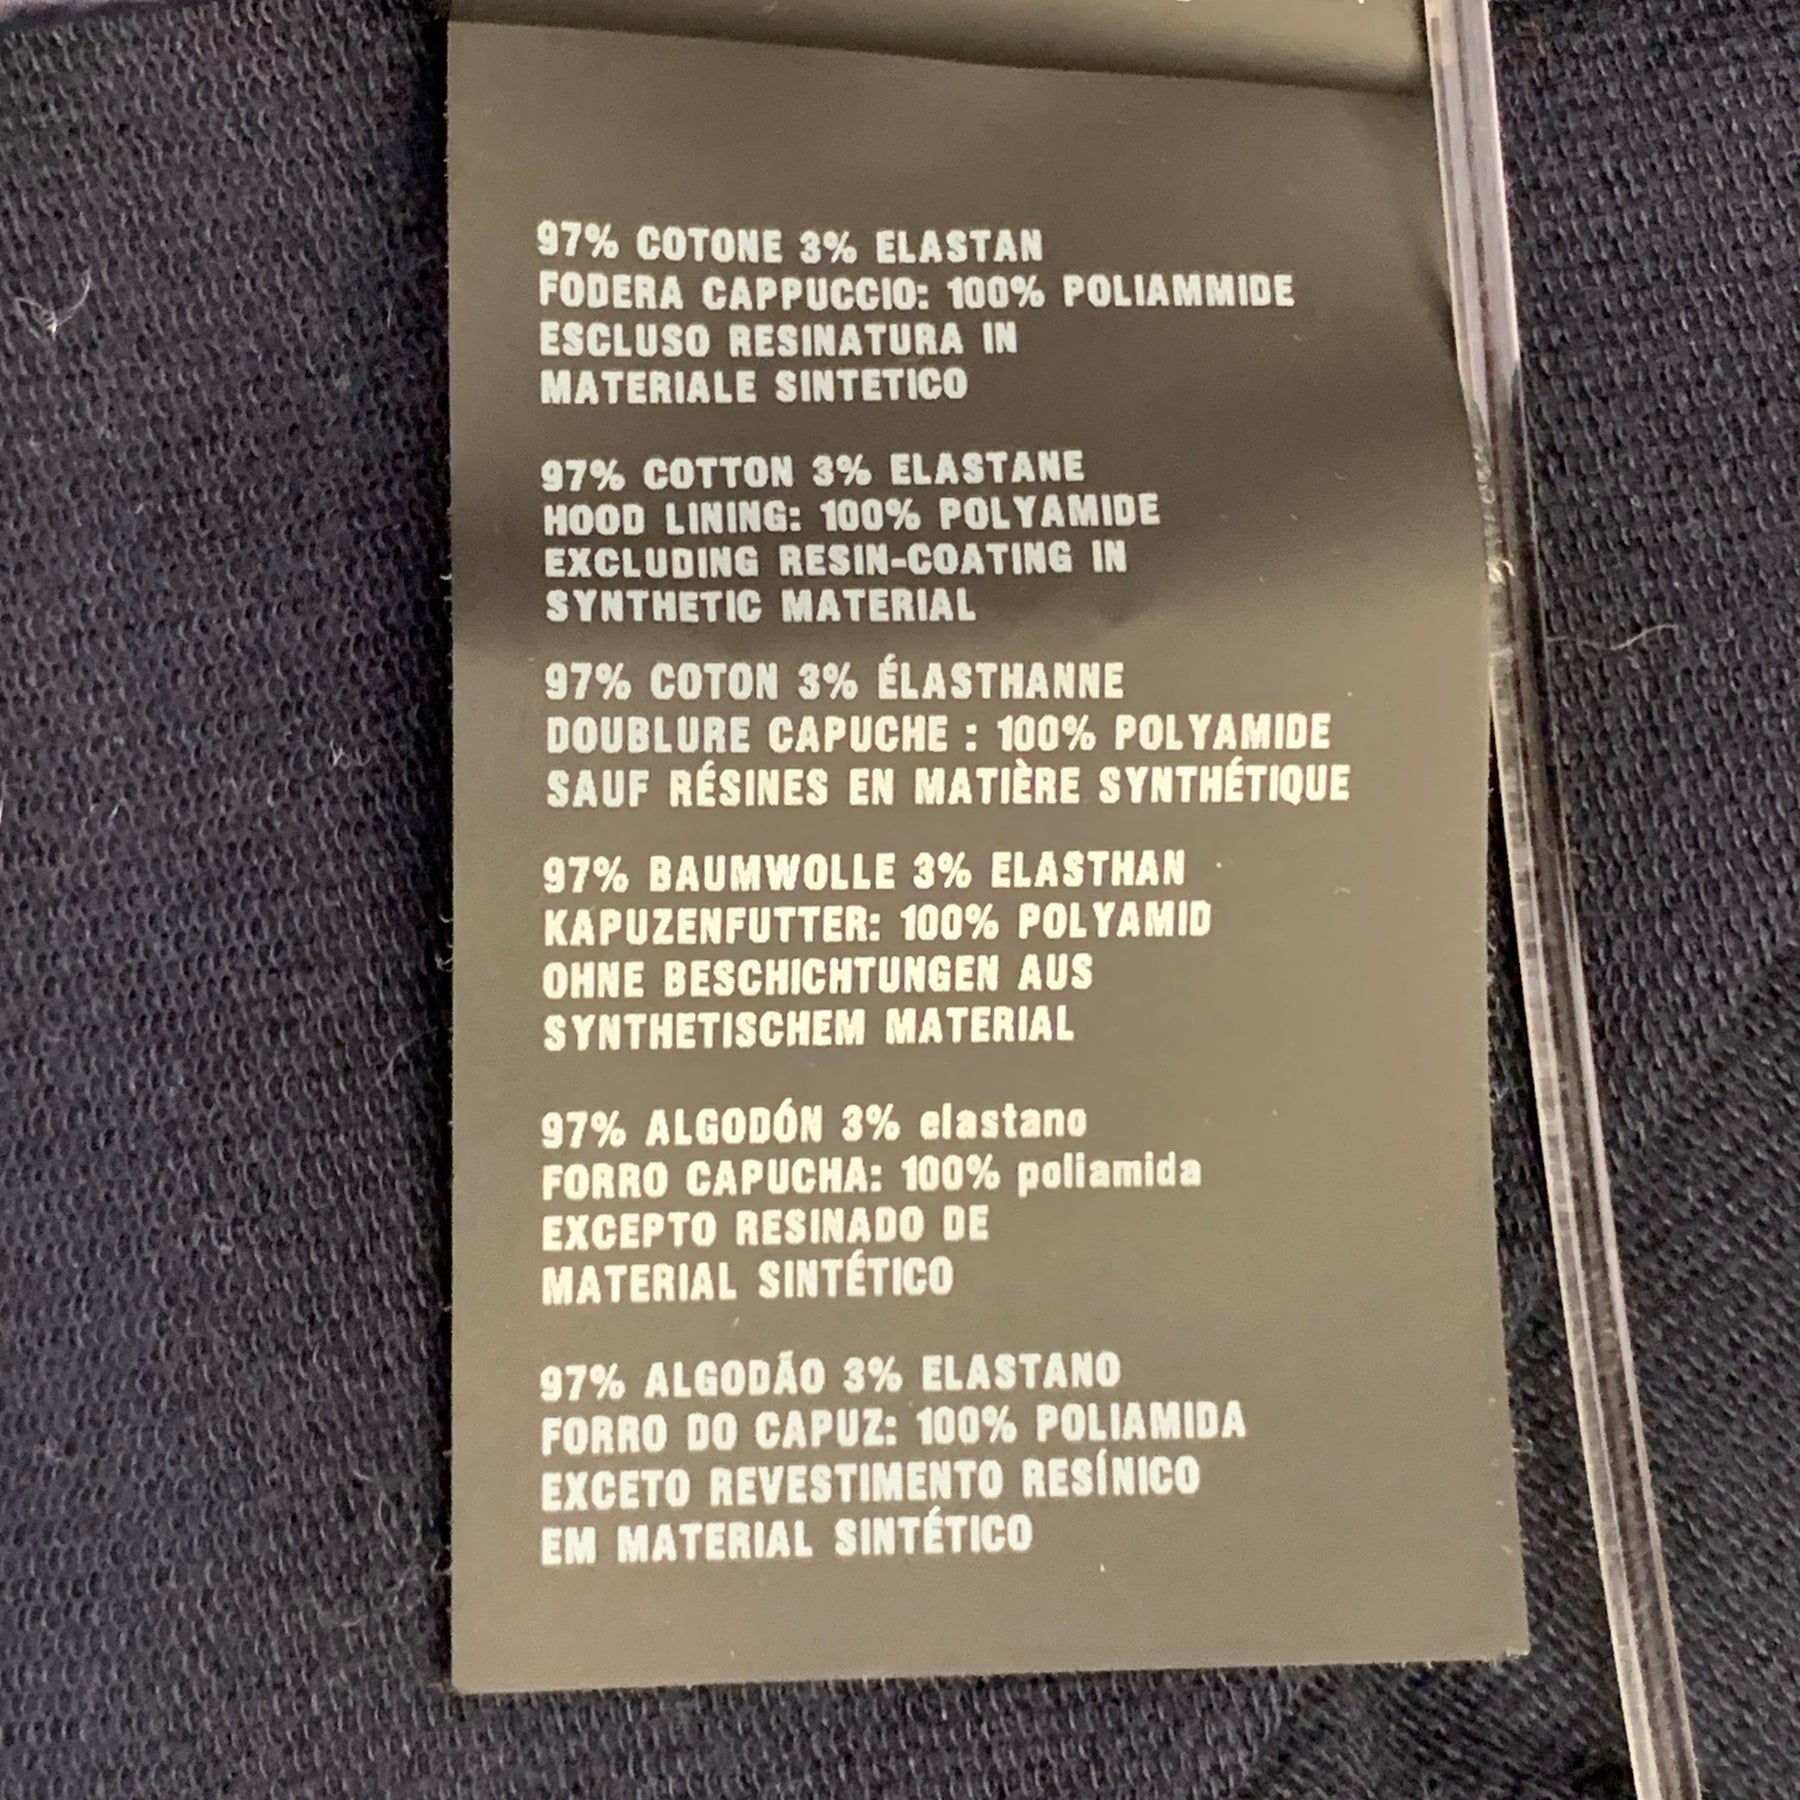 97% COTONE 3% ELASTAN
FODERA CAPPUCCIO: 100% POLIAMMIDE
ESCLUSO RESINATURA IN
MATERIALE SINTETICO
97% COTTON 3% ELASTANE
HOOD LINING: 100% POLYAMIDE
EXCLUDING RESIN-COATING IN
SYNTHETIC MATERIAL
97% COTON 3% ÉLASTHANNE
DOUBLURE CAPUCHE : 100% POLYAMIDE
SAUF RÉSINES EN MATIÈRE SYNTHÉTIQUE
97% BAUMWOLLE 3% ELASTHAN
KAPUZENFUTTER: 100% POLYAMID
OHNE BESCHICHTUNGEN AUS
SYNTHETISCHEM MATERIAL
97% ALGODÓN 3% elastano
FORRO CAPUCHA: 100% poliamida
EXCEPTO RESINADO DE
MATERIAL SINTÉTICO
97% ALGODÃO 3% ELASTANO
FORRO DO CAPUZ: 100% POLIAMIDA
EXCETO REVESTIMENTO RESÍNICO
EM MATERIAL SINTÉTICO